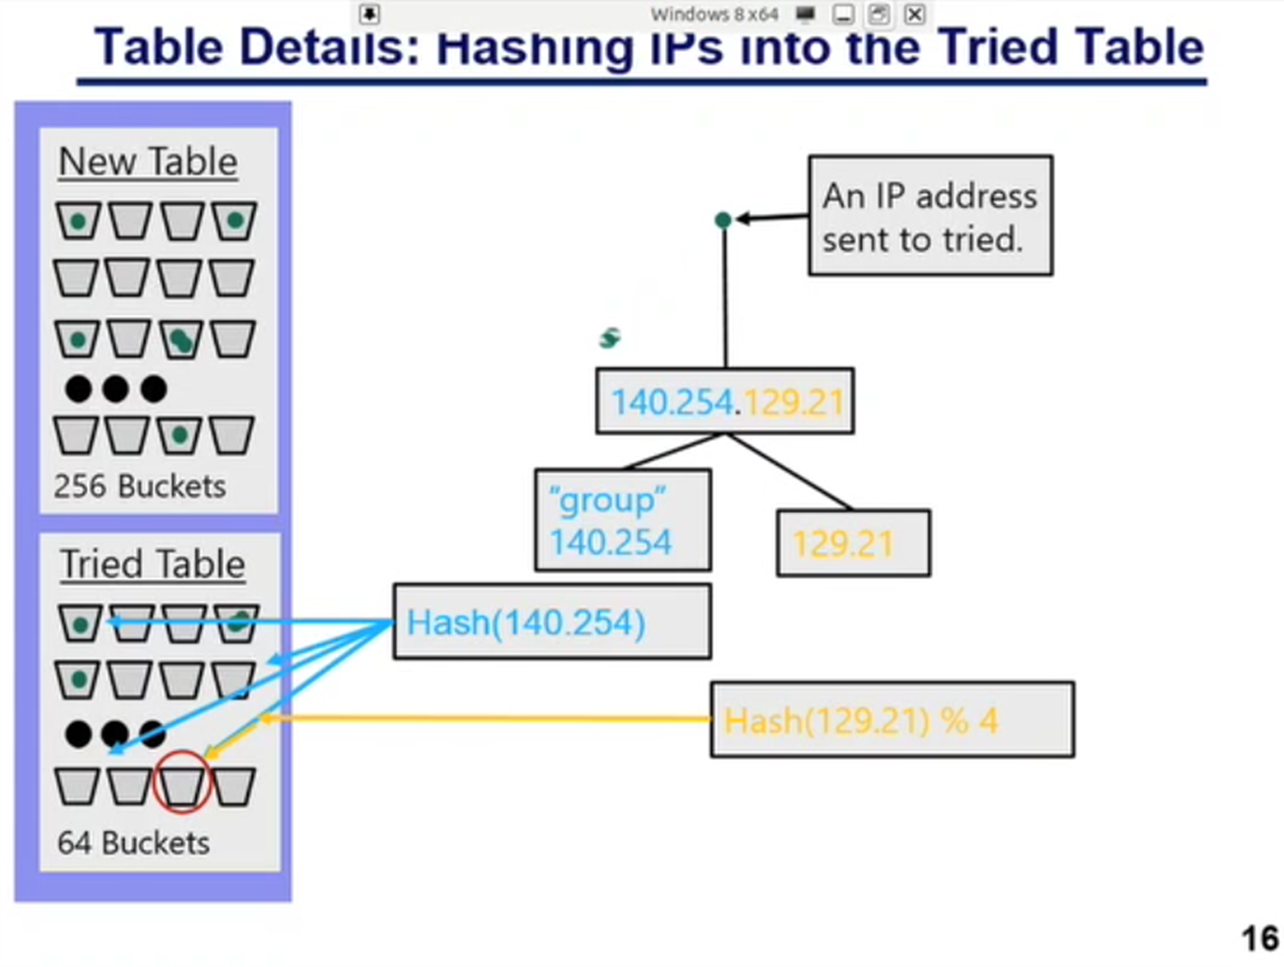 Windows 8 x64
Table Details: Hashing IPs into the Tried Table
New Table
256 Buckets
Tried Table
64 Buckets
An IP address
sent to tried.
140.254.129.21
“group”
140.254
129.21
Hash(140.254)
Hash(129.21) % 4
16